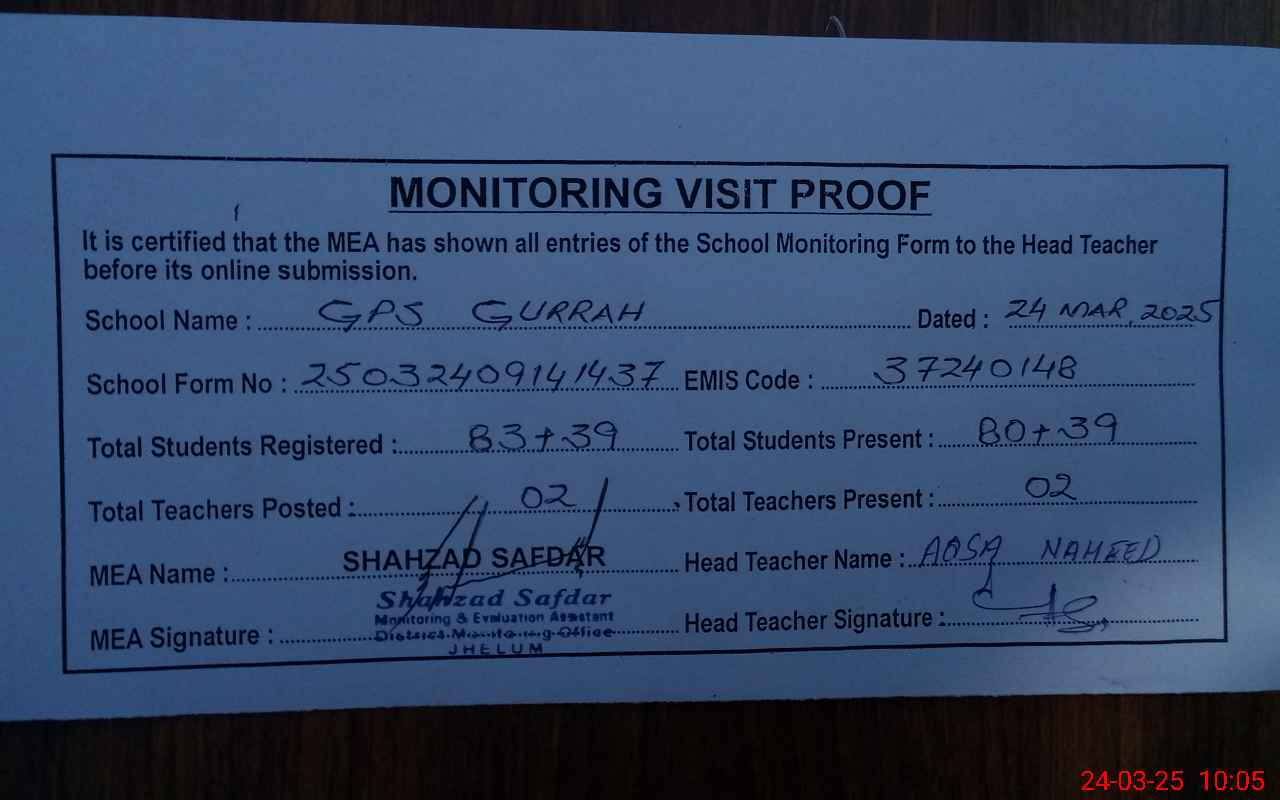 MONITORING VISIT PROOF
It is certified that the MEA has shown all entries of the School Monitoring Form to the Head Teacher
before its online submission.
School Name : GPS GURRAH Dated : 24 MAR, 2025
School Form No : 25032409141437 EMIS Code : 37240148
Total Students Registered : 83+39 Total Students Present : 80+39
Total Teachers Posted : 02 Total Teachers Present : 02
MEA Name : SHAHZAD SAFDAR Head Teacher Name : AOSA NAHEED
Shahzad Safdar
Monitoring & Evaluation Assistant
MEA Signature : District Monitoring Office Head Teacher Signature :
JHELUM
24-03-25 10:05